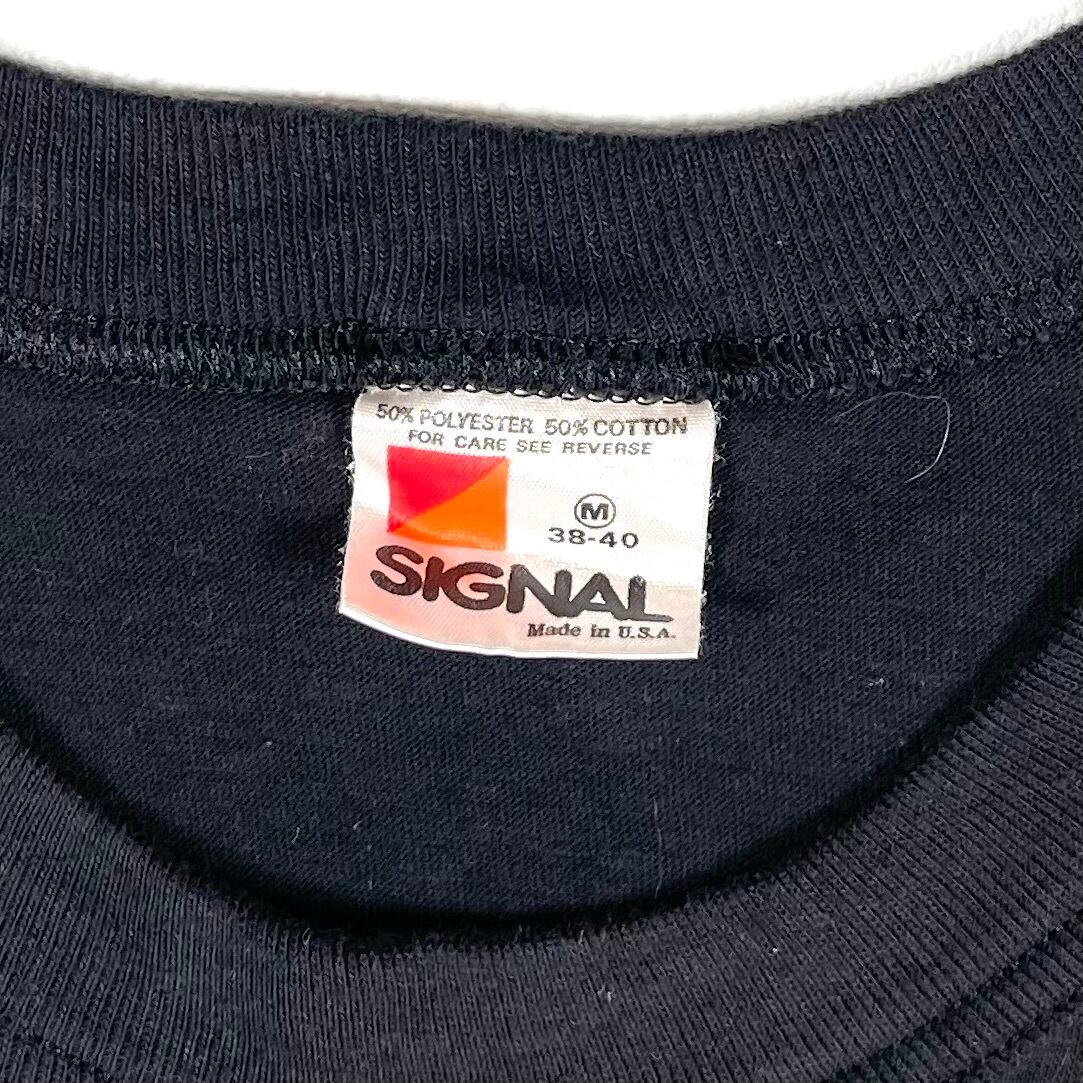 50% POLYESTER 50% COTTON
FOR CARE SEE REVERSE
M
38-40
SIGNAL
Made in U.S.A.